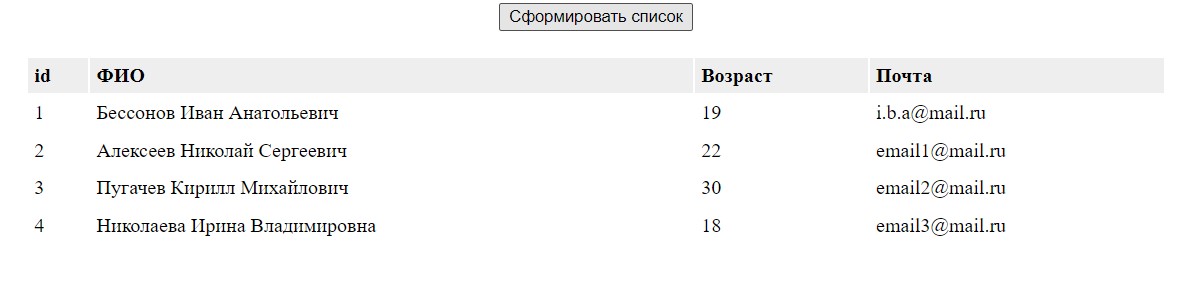 Сформировать список
id ФИО Возраст Почта
1 Бессонов Иван Анатольевич 19 i.b.a@mail.ru
2 Алексеев Николай Сергеевич 22 email1@mail.ru
3 Пугачев Кирилл Михайлович 30 email2@mail.ru
4 Николаева Ирина Владимировна 18 email3@mail.ru